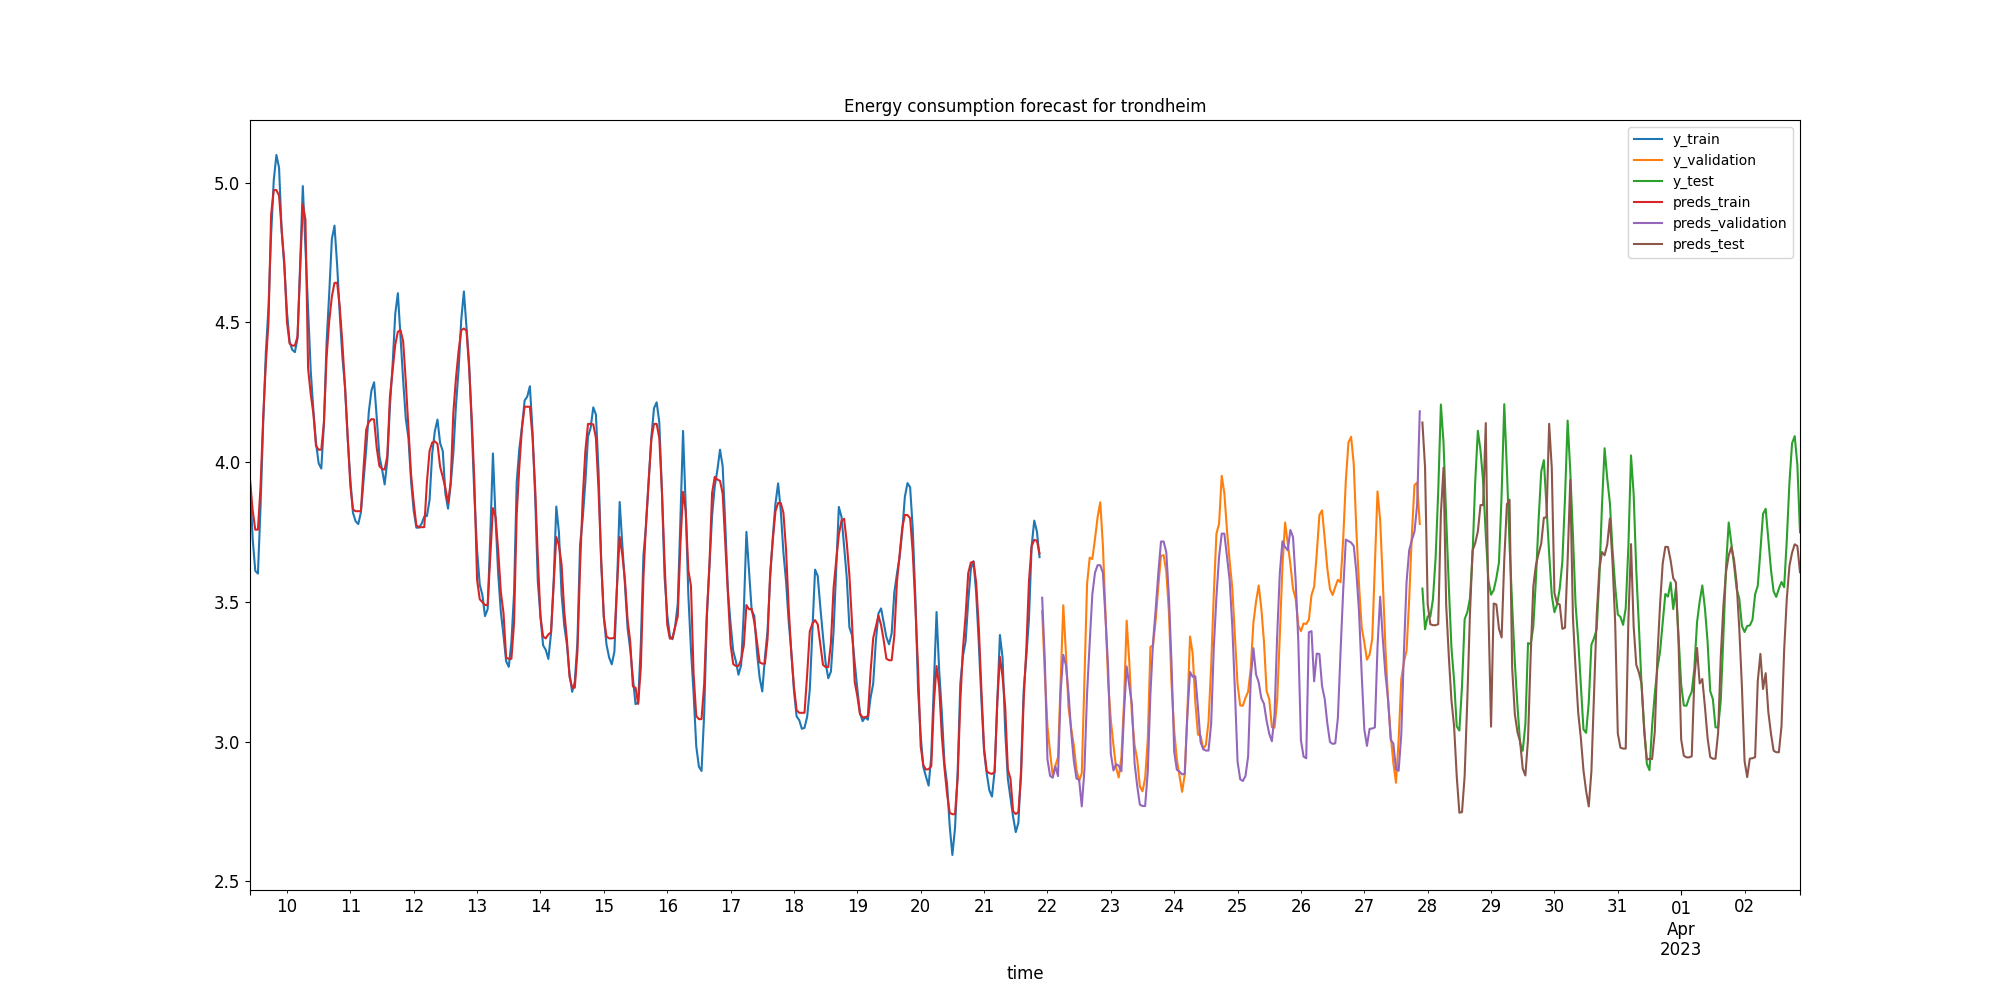 Energy consumption forecast for trondheim
y_train
y_validation
y_test
preds_train
preds_validation
preds_test
5.0
4.5
4.0
3.5
3.0
2.5
10 11 12 13 14 15 16 17 18 19 20 21 22 23 24 25 26 27 28 29 30 31 01 02
Apr
2023
time